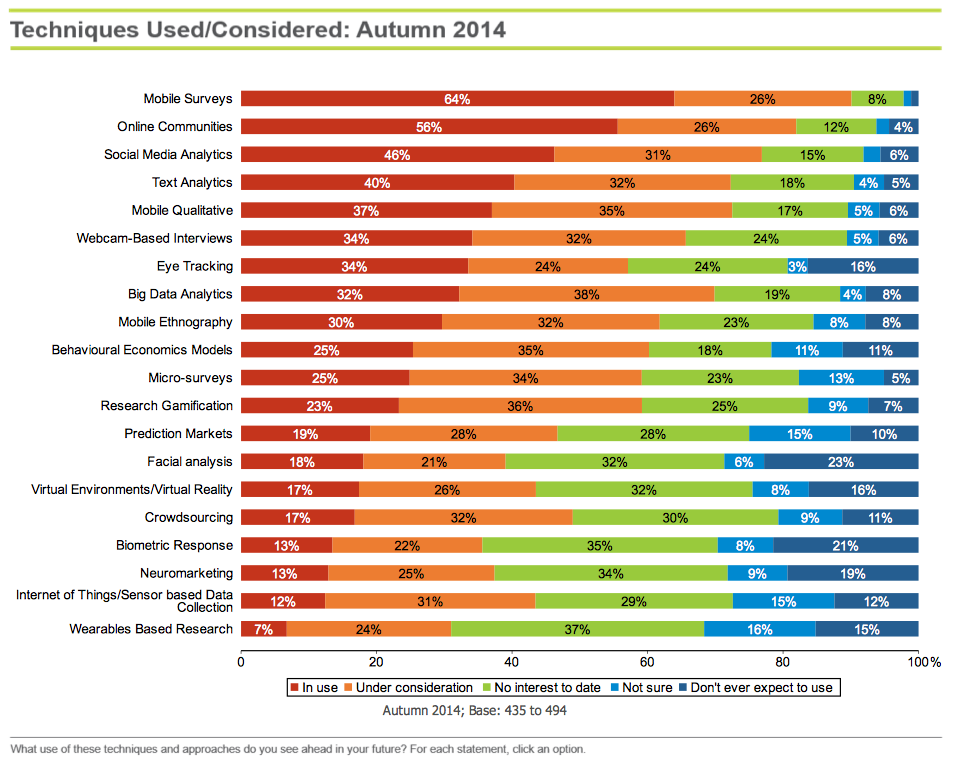 Techniques Used/Considered: Autumn 2014
Mobile Surveys 64% 26% 8%
Online Communities 56% 26% 12% 4%
Social Media Analytics 46% 31% 15% 6%
Text Analytics 40% 32% 18% 4% 5%
Mobile Qualitative 37% 35% 17% 5% 6%
Webcam-Based Interviews 34% 32% 24% 5% 6%
Eye Tracking 34% 24% 24% 3% 16%
Big Data Analytics 32% 38% 19% 4% 8%
Mobile Ethnography 30% 32% 23% 8% 8%
Behavioural Economics Models 25% 35% 18% 11% 11%
Micro-surveys 25% 34% 23% 13% 5%
Research Gamification 23% 36% 25% 9% 7%
Prediction Markets 19% 28% 28% 15% 10%
Facial analysis 18% 21% 32% 6% 23%
Virtual Environments/Virtual Reality 17% 26% 32% 8% 16%
Crowdsourcing 17% 32% 30% 9% 11%
Biometric Response 13% 22% 35% 8% 21%
Neuromarketing 13% 25% 34% 9% 19%
Internet of Things/Sensor based Data
Collection 12% 31% 29% 15% 12%
Wearables Based Research 7% 24% 37% 16% 15%
0 20 40 60 80 100%
In use Under consideration No interest to date Not sure Don't ever expect to use
Autumn 2014; Base: 435 to 494
What use of these techniques and approaches do you see ahead in your future? For each statement, click an option.